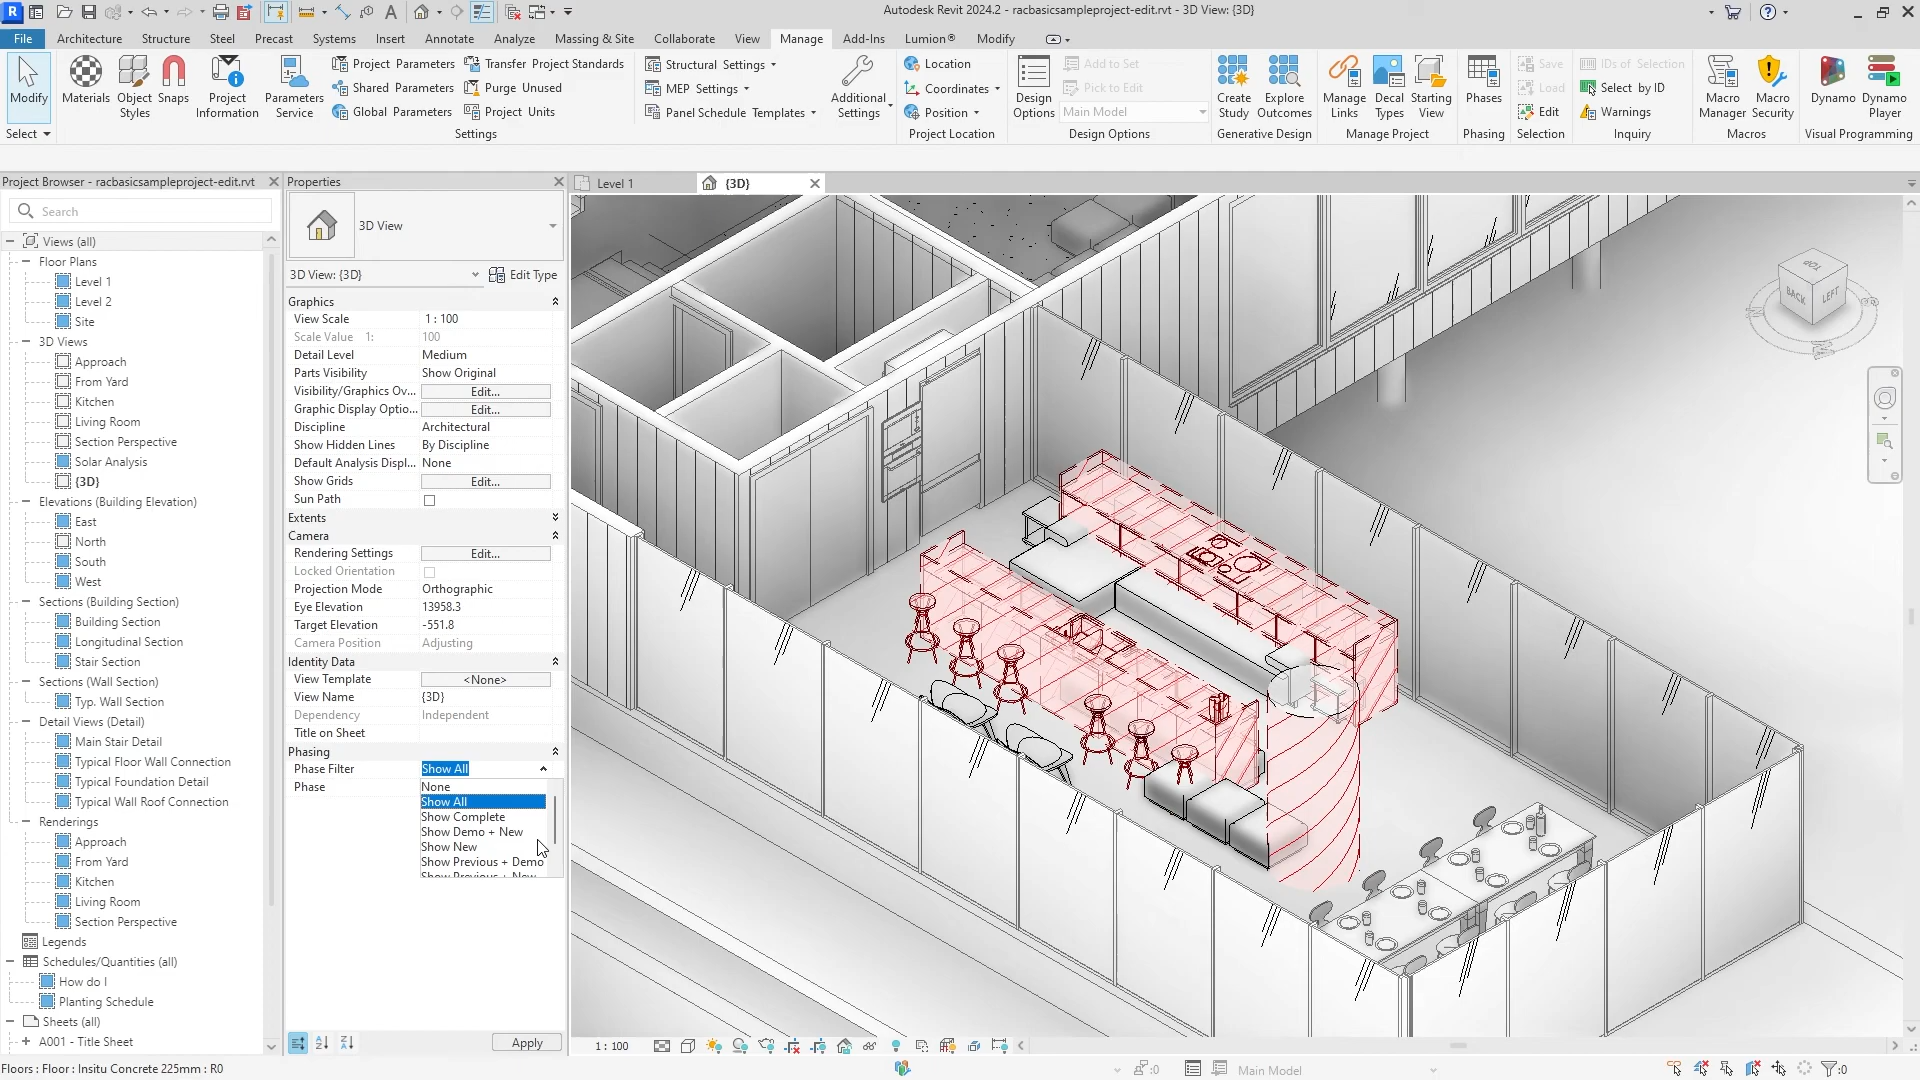 Autodesk Revit 2024.2 - racbasicsampleproject-edit.rvt - 3D View: {3D}
File Architecture Structure Steel Precast Systems Insert Annotate Analyze Massing & Site Collaborate View Manage Add-Ins Lumion® Modify
Modify
Select
Materials
Object Styles
Snaps
Project Information
Parameters Service
Project Parameters
Shared Parameters
Global Parameters
Transfer Project Standards
Purge Unused
Project Units
Settings
Structural Settings
MEP Settings
Panel Schedule Templates
Additional Settings
Location
Coordinates
Position
Project Location
Design Options
Add to Set
Pick to Edit
Main Model
Design Options
Create Study
Explore Outcomes
Generative Design
Manage Links
Decal Types
Starting View
Manage Project
Phases
Phasing
Save
Load
Edit
Selection
IDs of Selection
Select by ID
Warnings
Inquiry
Macro Manager
Macro Security
Macros
Dynamo
Dynamo Player
Visual Programming
Project Browser - racbasicsampleproject-edit.rvt
Search
Views (all)
Floor Plans
Level 1
Level 2
Site
3D Views
Approach
From Yard
Kitchen
Living Room
Section Perspective
Solar Analysis
{3D}
Elevations (Building Elevation)
East
North
South
West
Sections (Building Section)
Building Section
Longitudinal Section
Stair Section
Sections (Wall Section)
Typ. Wall Section
Detail Views (Detail)
Main Stair Detail
Typical Floor Wall Connection
Typical Foundation Detail
Typical Wall Roof Connection
Renderings
Approach
From Yard
Kitchen
Living Room
Section Perspective
Legends
Schedules/Quantities (all)
How do I
Planting Schedule
Sheets (all)
A001 - Title Sheet
Properties
3D View
3D View: {3D}
Edit Type
Graphics
View Scale 1 : 100
Scale Value 1: 100
Detail Level Medium
Parts Visibility Show Original
Visibility/Graphics Ov... Edit...
Graphic Display Optio... Edit...
Discipline Architectural
Show Hidden Lines By Discipline
Default Analysis Displ... None
Show Grids Edit...
Sun Path
Extents
Camera
Rendering Settings Edit...
Locked Orientation
Projection Mode Orthographic
Eye Elevation 13958.3
Target Elevation -551.8
Camera Position Adjusting
Identity Data
View Template <None>
View Name {3D}
Dependency Independent
Title on Sheet
Phasing
Phase Filter Show All
Phase
None
Show All
Show Complete
Show Demo + New
Show New
Show Previous + Demo
Show Previous + New
Apply
Level 1
{3D}
TOP
BACK
LEFT
N
W
1 : 100
Floors : Floor : Insitu Concrete 225mm : R0
:0
Main Model
:0